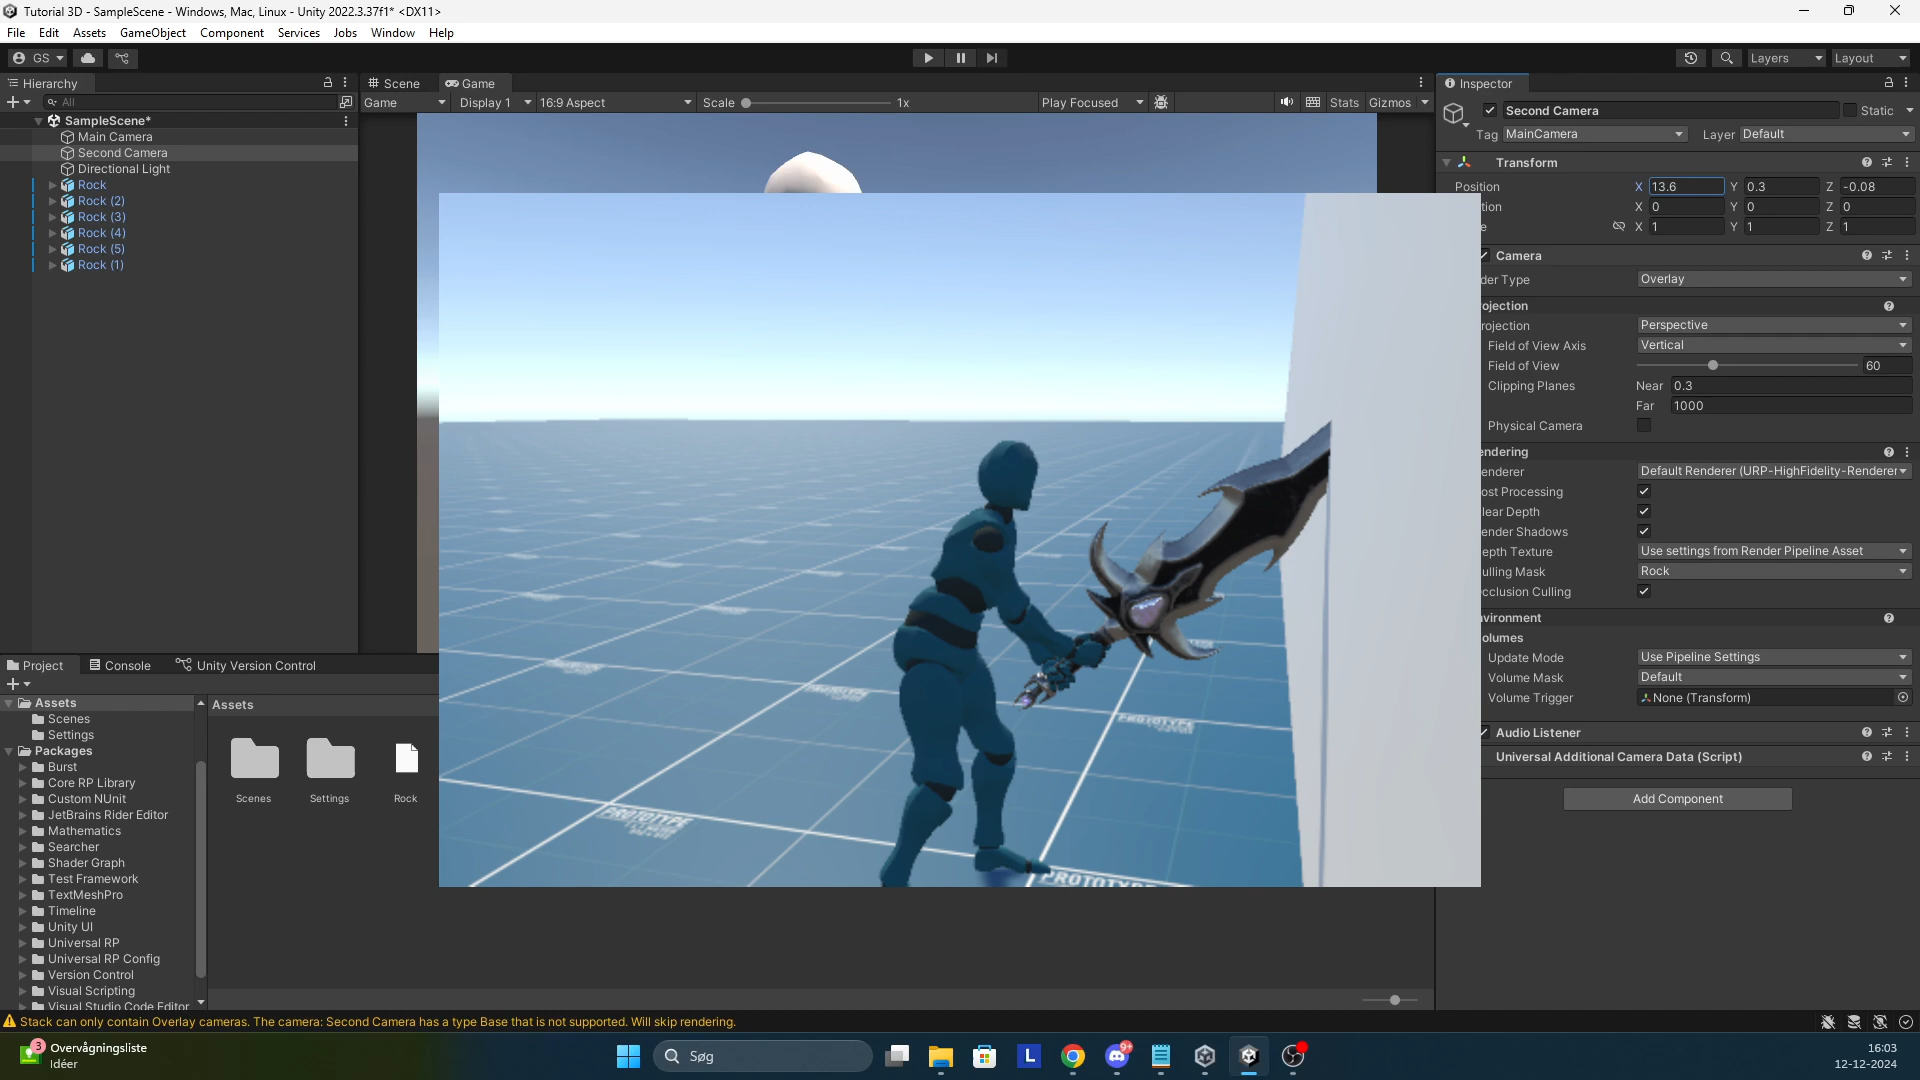 Tutorial 3D - SampleScene - Windows, Mac, Linux - Unity 2022.3.37f1* <DX11>
File Edit Assets GameObject Component Services Jobs Window Help
GS
Layers Layout
Hierarchy
All
SampleScene*
Main Camera
Second Camera
Directional Light
Rock
Rock (2)
Rock (3)
Rock (4)
Rock (5)
Rock (1)
Scene Game
Game Display 1 16:9 Aspect Scale 1x Play Focused Stats Gizmos
PROTOTYPE
PROTOTYPE
PROTOTYPE
PROTOTYPE
Inspector
Second Camera Static
Tag MainCamera Layer Default
Transform
Position X 13.6 Y 0.3 Z -0.08
tion X 0 Y 0 Z 0
e X 1 Y 1 Z 1
Camera
der Type Overlay
ojection
rojection Perspective
Field of View Axis Vertical
Field of View 60
Clipping Planes Near 0.3
Far 1000
Physical Camera
endering
enderer Default Renderer (URP-HighFidelity-Renderer
ost Processing
lear Depth
ender Shadows
epth Texture Use settings from Render Pipeline Asset
ulling Mask Rock
cclusion Culling
vironment
olumes
Update Mode Use Pipeline Settings
Volume Mask Default
Volume Trigger None (Transform)
Audio Listener
Universal Additional Camera Data (Script)
Add Component
Project Console Unity Version Control
Assets
Scenes
Settings
Packages
Burst
Core RP Library
Custom NUnit
JetBrains Rider Editor
Mathematics
Searcher
Shader Graph
Test Framework
TextMeshPro
Timeline
Unity UI
Universal RP
Universal RP Config
Version Control
Visual Scripting
Visual Studio Code Editor
Assets
Scenes Settings Rock
Stack can only contain Overlay cameras. The camera: Second Camera has a type Base that is not supported. Will skip rendering.
3
Overvågningsliste
Idéer
Søg
L
9+
16:03
12-12-2024